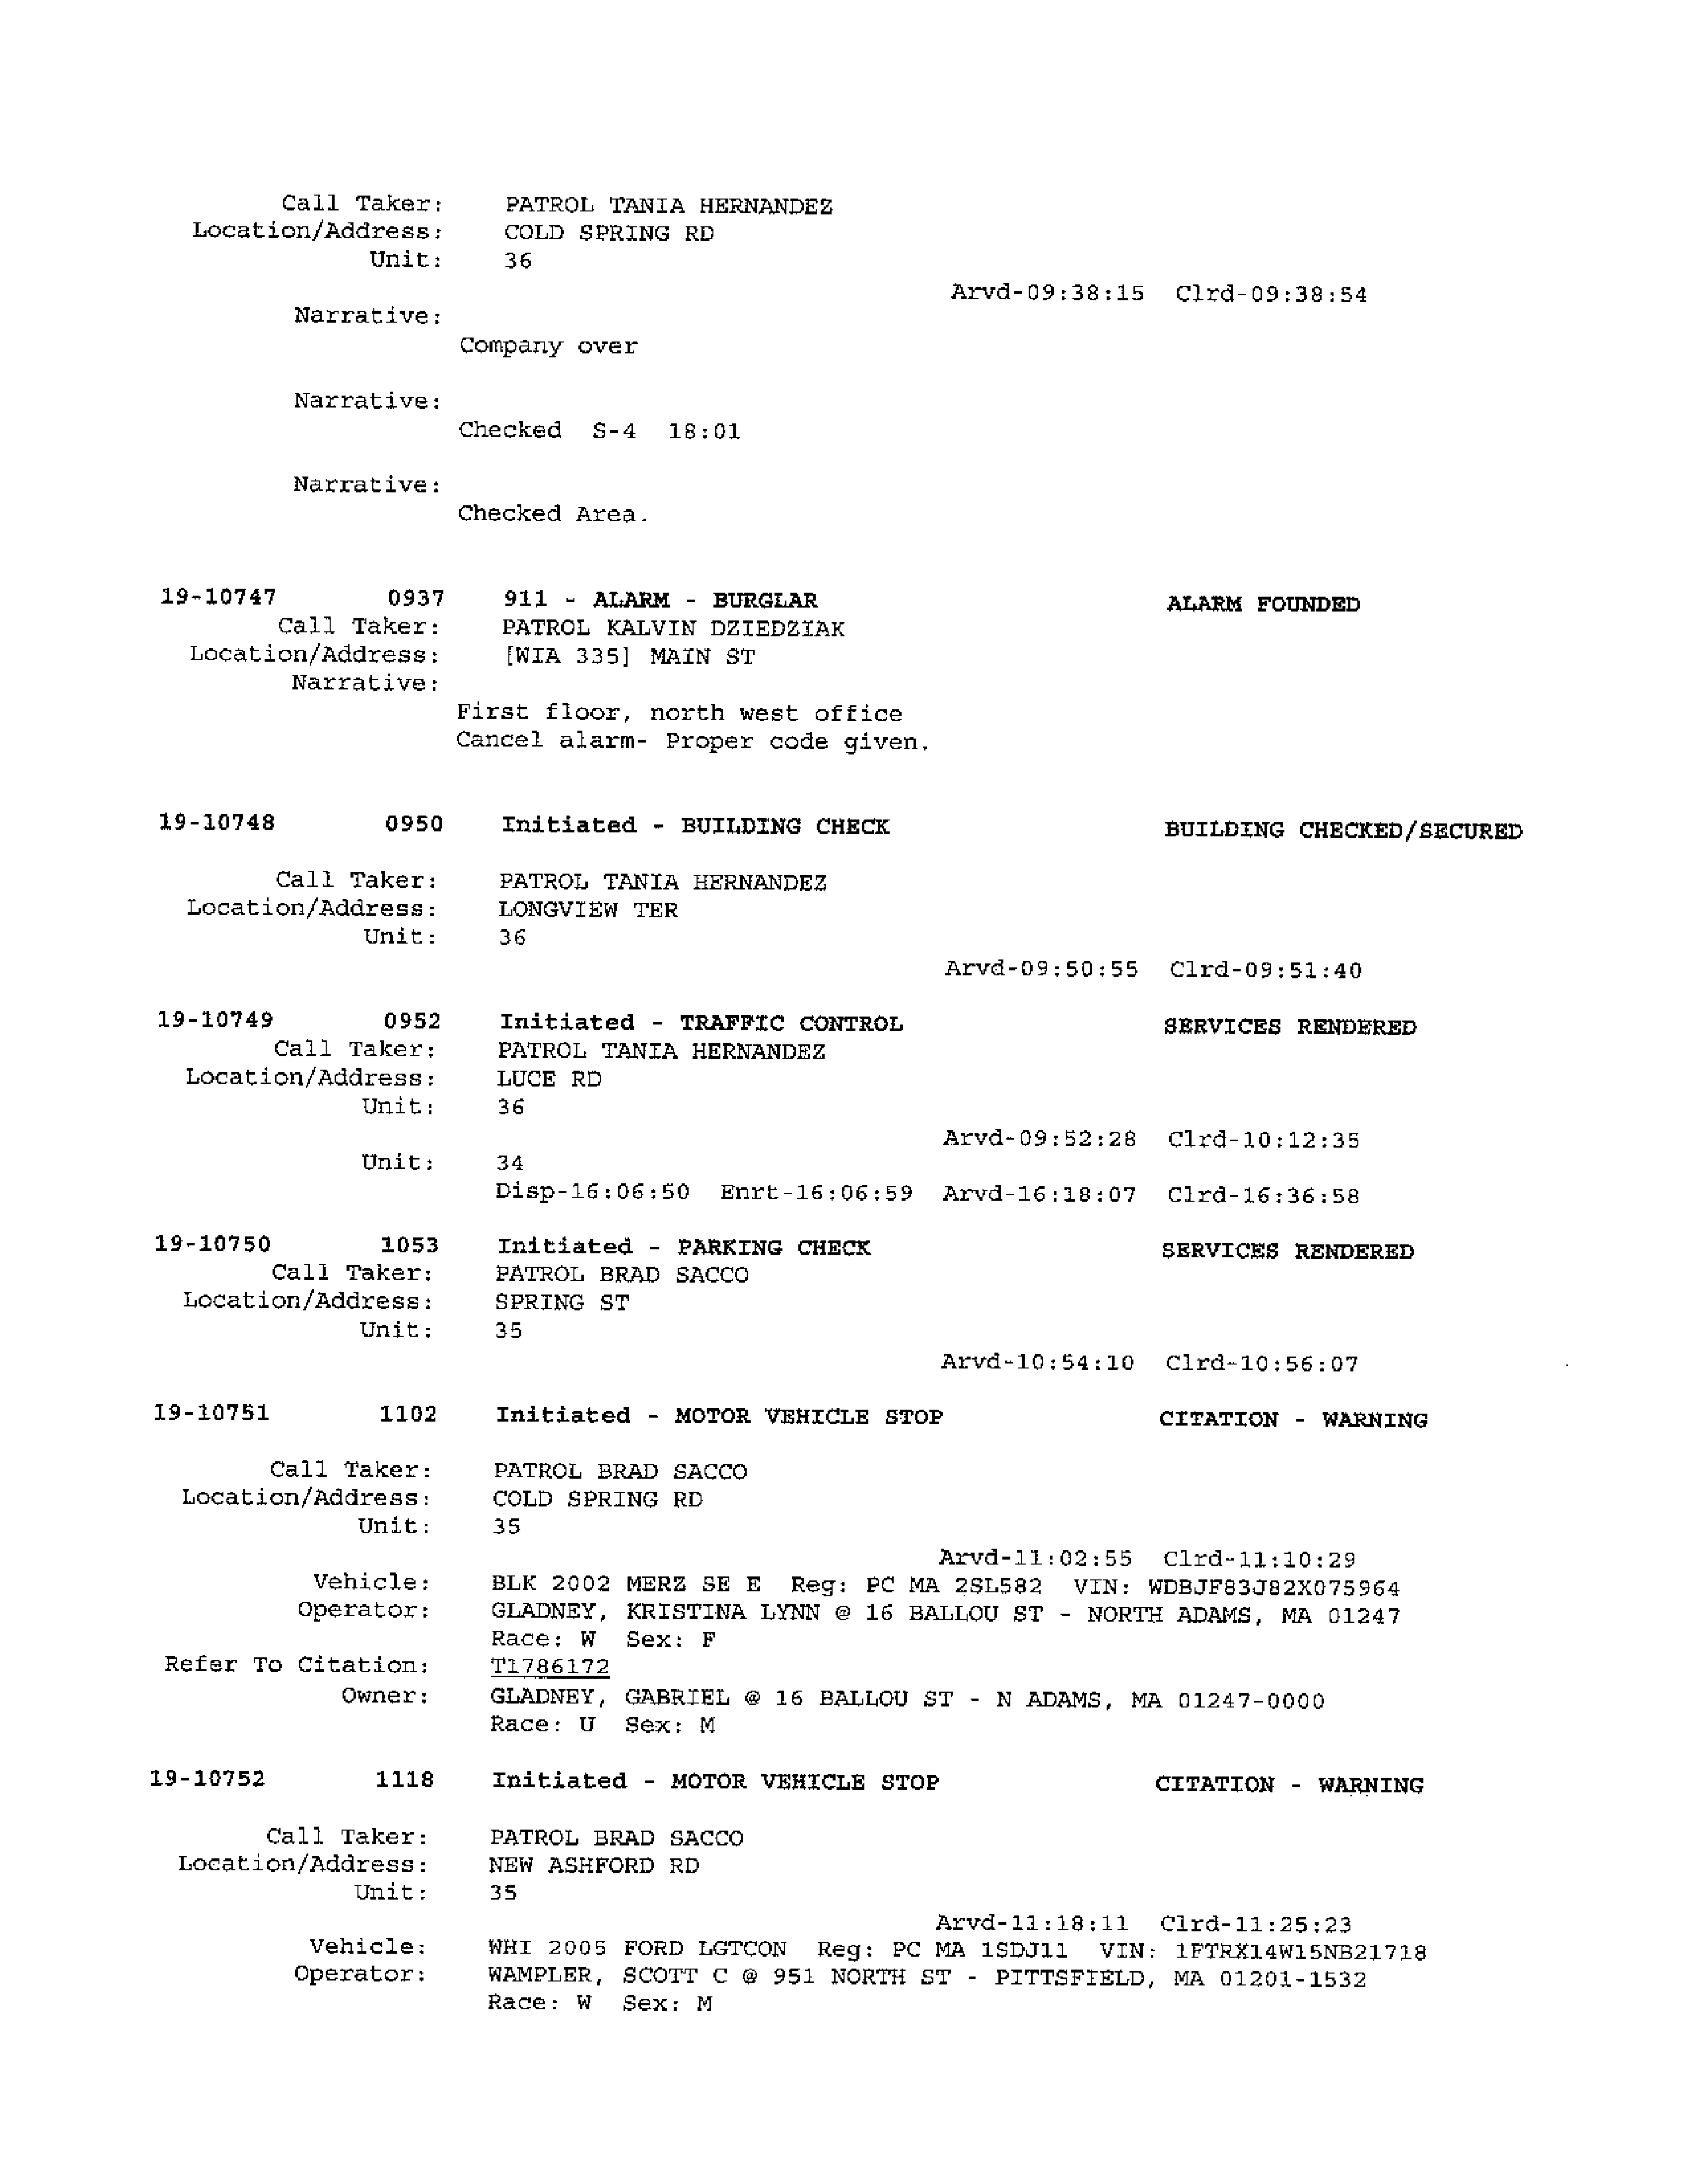 Call Taker: PATROL TANIA HERNANDEZ
Location/Address: COLD SPRING RD
Unit: 36
Arvd-09:38:15 Clrd-09:38:54
Narrative:
Company over
Narrative:
Checked S-4 18:01
Narrative:
Checked Area.
19-10747 0937 911 - ALARM - BURGLAR ALARM FOUNDED
Call Taker: PATROL KALVIN DZIEDZIAK
Location/Address: [WIA 335] MAIN ST
Narrative:
First floor, north west office
Cancel alarm- Proper code given.
19-10748 0950 Initiated - BUILDING CHECK BUILDING CHECKED/SECURED
Call Taker: PATROL TANIA HERNANDEZ
Location/Address: LONGVIEW TER
Unit: 36
Arvd-09:50:55 Clrd-09:51:40
19-10749 0952 Initiated - TRAFFIC CONTROL SERVICES RENDERED
Call Taker: PATROL TANIA HERNANDEZ
Location/Address: LUCE RD
Unit: 36
Arvd-09:52:28 Clrd-10:12:35
Unit: 34
Disp-16:06:50 Enrt-16:06:59 Arvd-16:18:07 Clrd-16:36:58
19-10750 1053 Initiated - PARKING CHECK SERVICES RENDERED
Call Taker: PATROL BRAD SACCO
Location/Address: SPRING ST
Unit: 35
Arvd-10:54:10 Clrd-10:56:07
19-10751 1102 Initiated - MOTOR VEHICLE STOP CITATION - WARNING
Call Taker: PATROL BRAD SACCO
Location/Address: COLD SPRING RD
Unit: 35
Arvd-11:02:55 Clrd-11:10:29
Vehicle: BLK 2002 MERZ SE E Reg: PC MA 2SL582 VIN: WDBJF83J82X075964
Operator: GLADNEY, KRISTINA LYNN @ 16 BALLOU ST - NORTH ADAMS, MA 01247
Race: W Sex: F
Refer To Citation: T1786172
Owner: GLADNEY, GABRIEL @ 16 BALLOU ST - N ADAMS, MA 01247-0000
Race: U Sex: M
19-10752 1118 Initiated - MOTOR VEHICLE STOP CITATION - WARNING
Call Taker: PATROL BRAD SACCO
Location/Address: NEW ASHFORD RD
Unit: 35
Arvd-11:18:11 Clrd-11:25:23
Vehicle: WHI 2005 FORD LGTCON Reg: PC MA 1SDJ11 VIN: 1FTRX14W15NB21718
Operator: WAMPLER, SCOTT C @ 951 NORTH ST - PITTSFIELD, MA 01201-1532
Race: W Sex: M